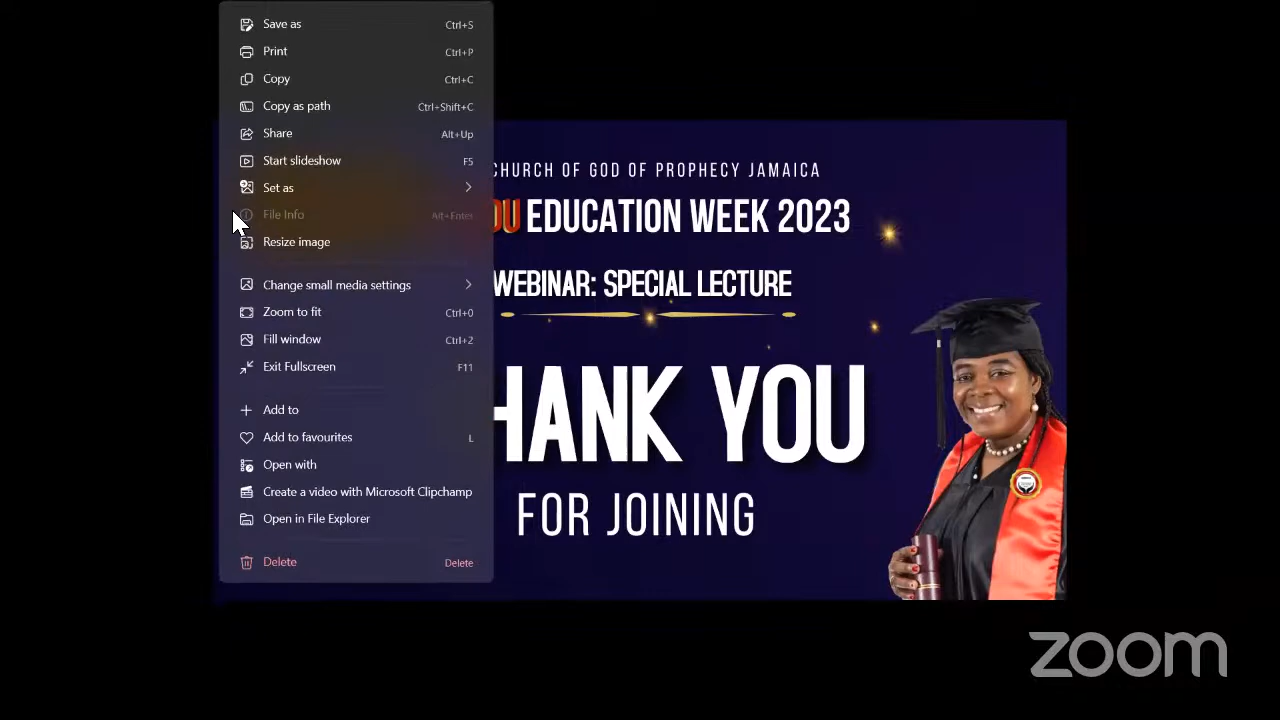 Save as Ctrl+S
Print Ctrl+P
Copy Ctrl+C
Copy as path Ctrl+Shift+C
Share Alt+Up
Start slideshow F5
Set as
File Info Alt+Enter
Resize image
Change small media settings
Zoom to fit Ctrl+0
Fill window Ctrl+2
Exit Fullscreen F11
Add to
Add to favourites L
Open with
Create a video with Microsoft Clipchamp
Open in File Explorer
Delete Delete
CHURCH OF GOD OF PROPHECY JAMAICA
OU EDUCATION WEEK 2023
WEBINAR: SPECIAL LECTURE
HANK YOU
FOR JOINING
zoom